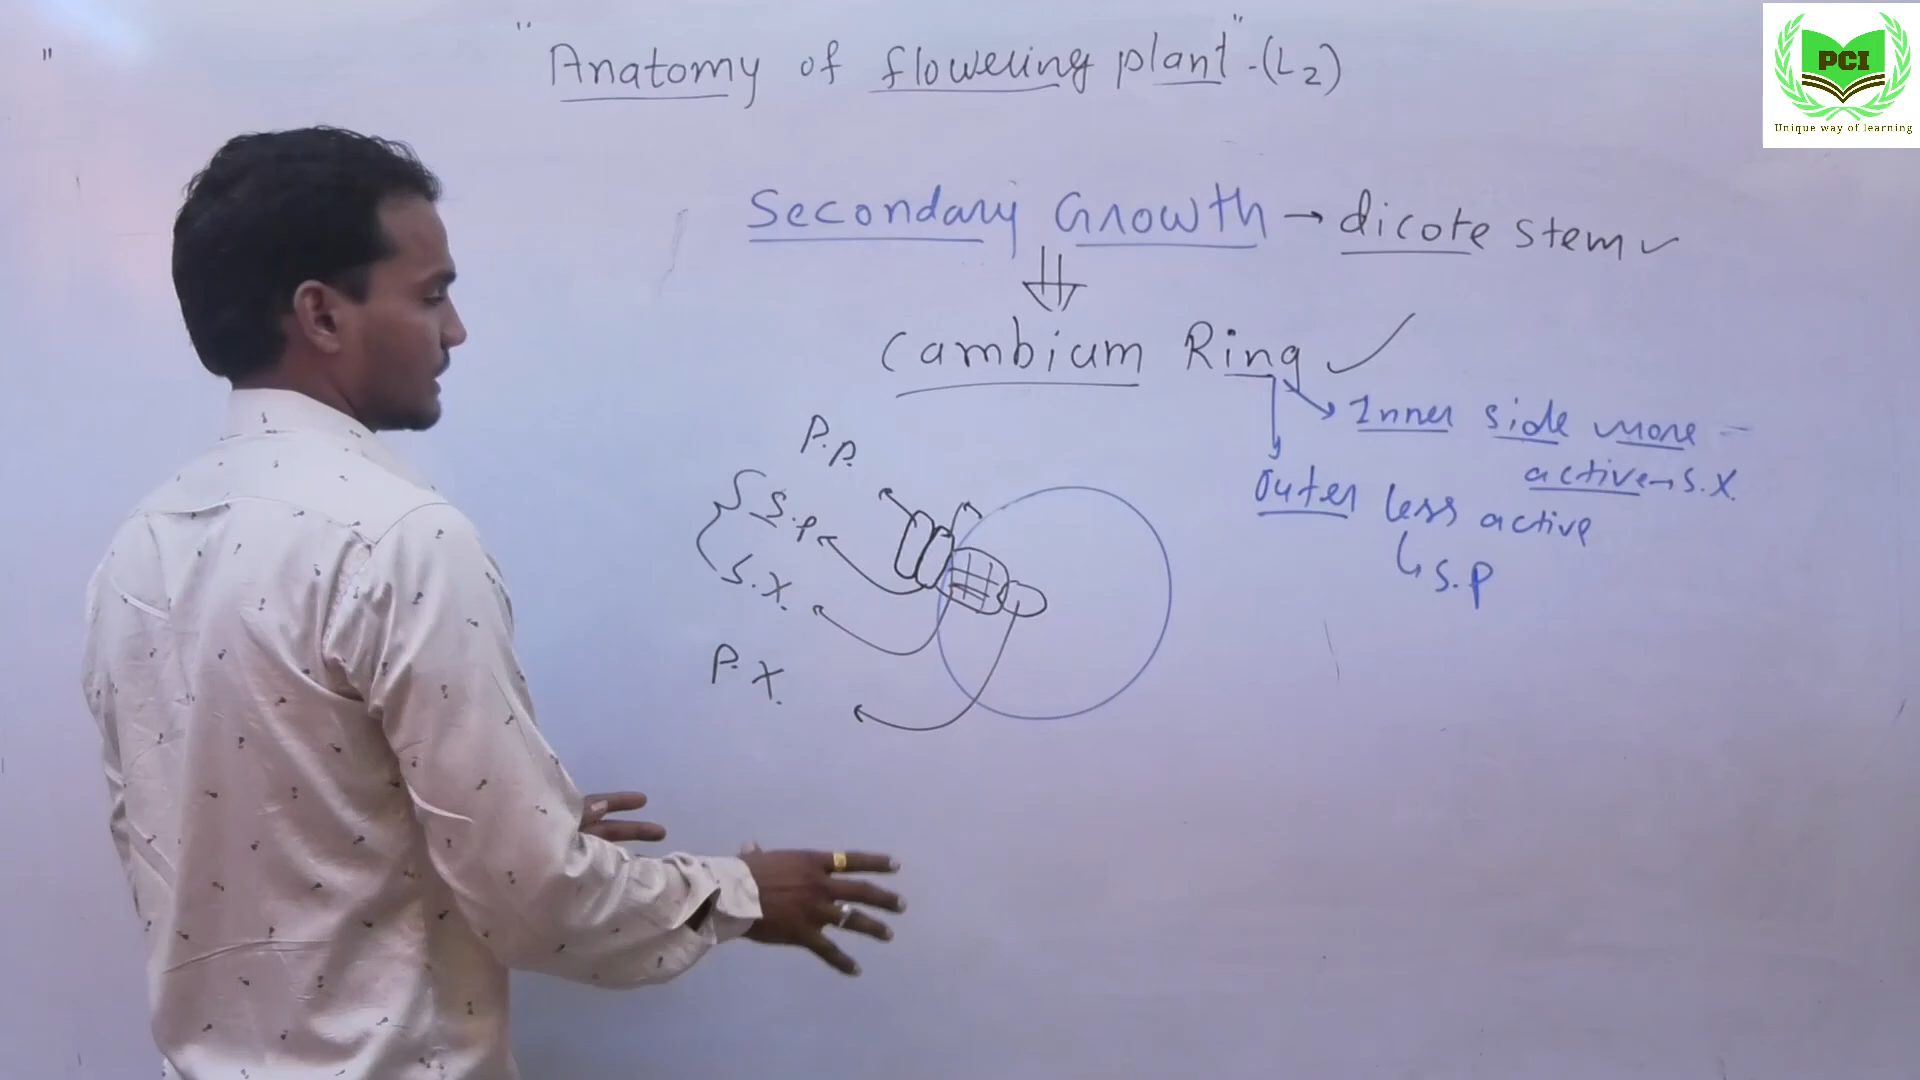 "Anatomy of flowering plant" - (L2)
PCI
Unique way of learning
Secondary Growth → dicote stem ✓
Cambium Ring ✓
Inner side more
active → S.X.
Outer less active
↳ S.P
P.P.
S.P
S.X.
P.X.